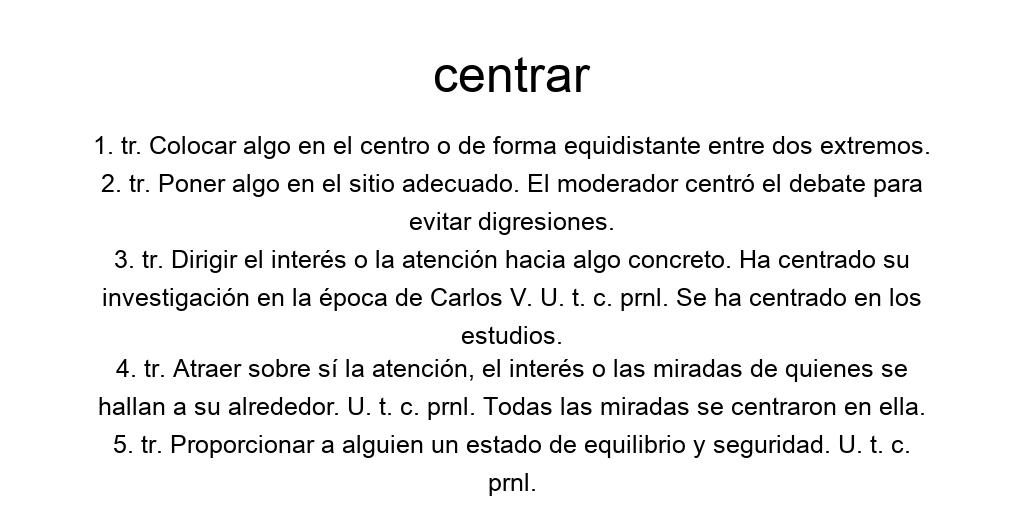 centrar
1. tr. Colocar algo en el centro o de forma equidistante entre dos extremos.
2. tr. Poner algo en el sitio adecuado. El moderador centró el debate para
evitar digresiones.
3. tr. Dirigir el interés o la atención hacia algo concreto. Ha centrado su
investigación en la época de Carlos V. U. t. c. prnl. Se ha centrado en los
estudios.
4. tr. Atraer sobre sí la atención, el interés o las miradas de quienes se
hallan a su alrededor. U. t. c. prnl. Todas las miradas se centraron en ella.
5. tr. Proporcionar a alguien un estado de equilibrio y seguridad. U. t. c.
prnl.